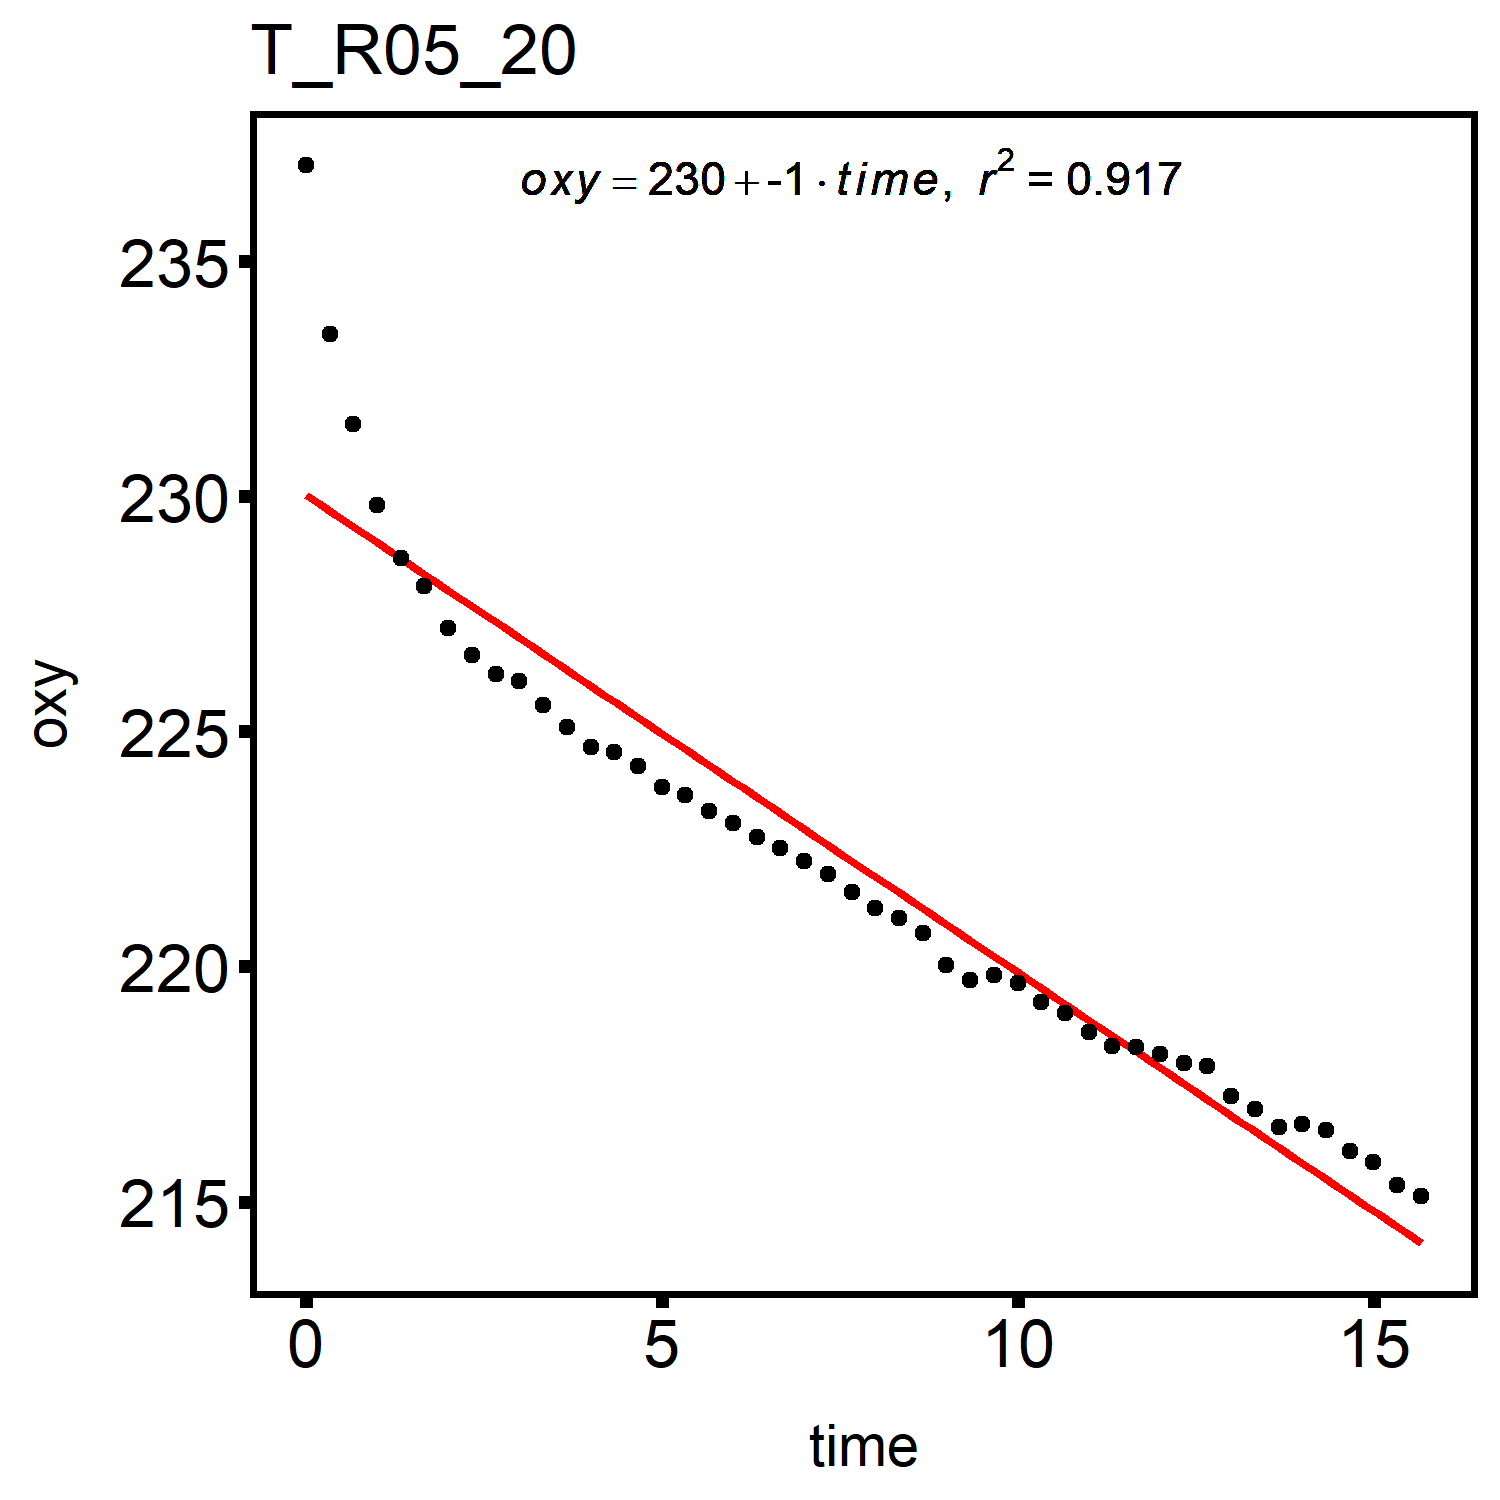 T_R05_20
oxy = 230 + -1 · time, r² = 0.917
235
230
225
220
215
oxy
0 5 10 15
time